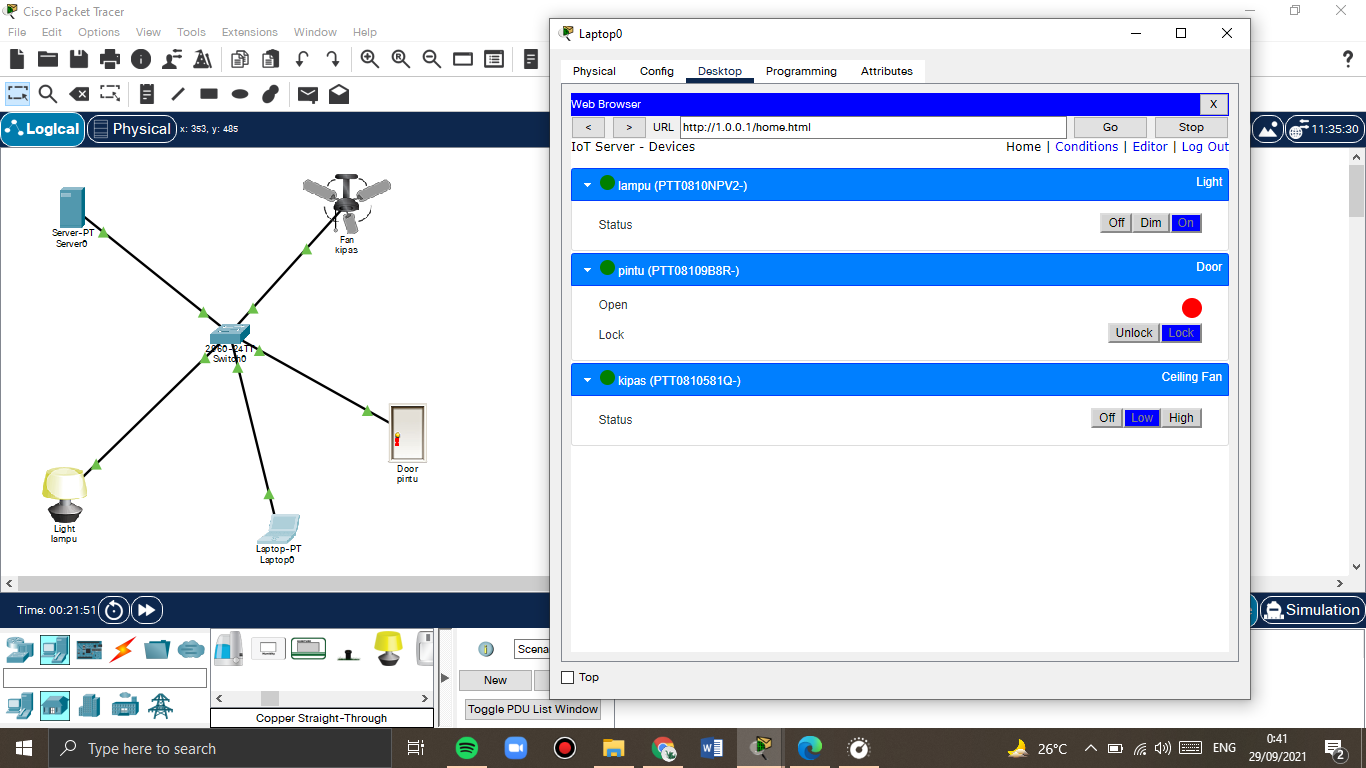 Cisco Packet Tracer
File Edit Options View Tools Extensions Window Help
Logical Physical x: 353, y: 485
11:35:30
Server-PT
Server0
Fan
kipas
2960-24TT
Switch0
Door
pintu
Light
lampu
Laptop-PT
Laptop0
Time: 00:21:51
Simulation
Scena
New
Toggle PDU List Window
Copper Straight-Through
Laptop0
Physical Config Desktop Programming Attributes
Web Browser X
< > URL http://1.0.0.1/home.html Go Stop
IoT Server - Devices Home | Conditions | Editor | Log Out
lampu (PTT0810NPV2-) Light
Status Off Dim On
pintu (PTT08109B8R-) Door
Open
Lock Unlock Lock
kipas (PTT0810581Q-) Ceiling Fan
Status Off Low High
Top
Type here to search
26°C ENG
0:41
29/09/2021
2